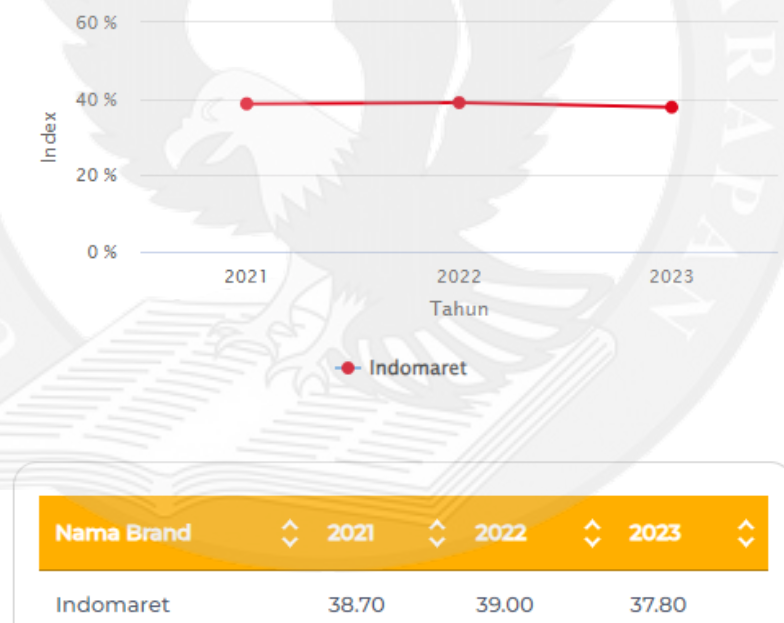 60 %
40 %
20 %
0 %
Index
2021 2022 2023
Tahun
Indomaret
Nama Brand 2021 2022 2023
Indomaret 38.70 39.00 37.80
ARAPAN